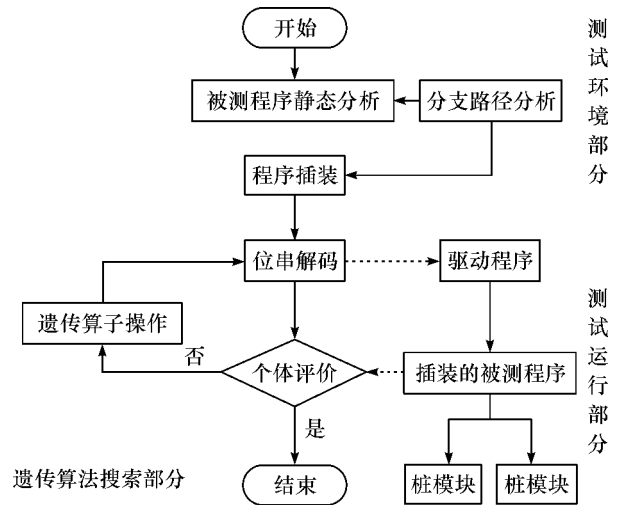 开始
测试环境部分
被测程序静态分析
分支路径分析
程序插装
位串解码
驱动程序
遗传算子操作
测试运行部分
否
个体评价
插装的被测程序
是
遗传算法搜索部分
结束
桩模块
桩模块